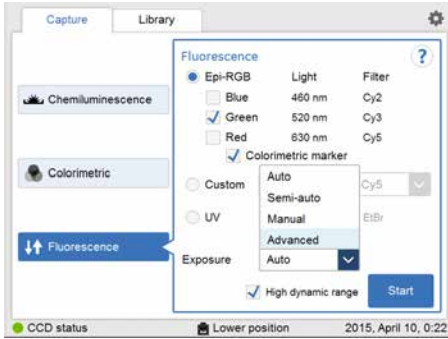 Capture Library
Fluorescence ?
Epi-RGB Light Filter
Blue 460 nm Cy2
Chemiluminescence
Green 520 nm Cy3
Red 630 nm Cy5
Colorimetric marker
Colorimetric
Auto
Custom Cy5
Semi-auto
UV Manual EtBr
Advanced
Fluorescence
Exposure Auto
High dynamic range Start
CCD status Lower position 2015, April 10, 0:22